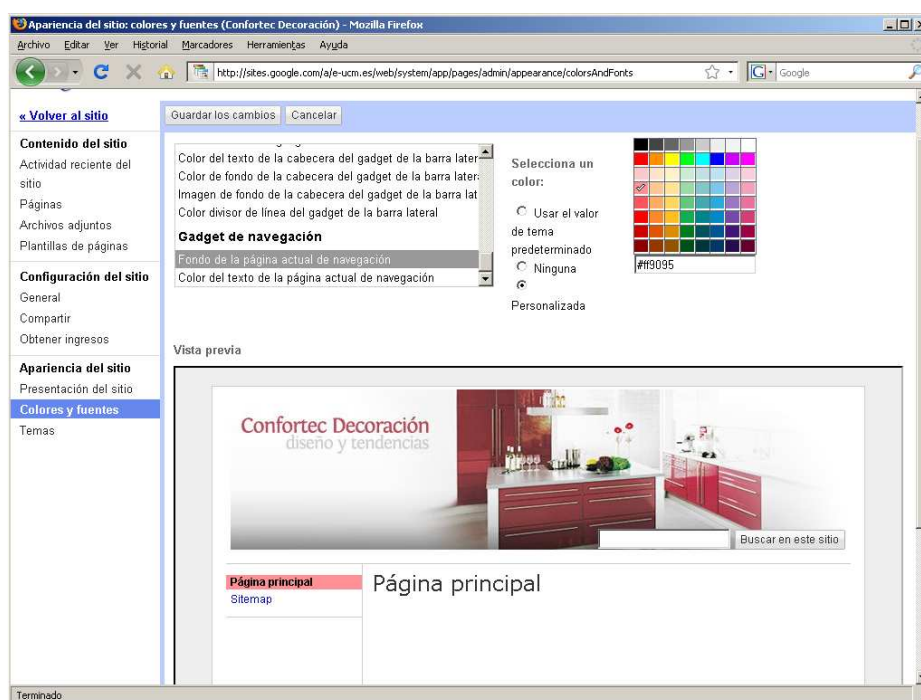 Apariencia del sitio: colores y fuentes (Confortec Decoración) - Mozilla Firefox
Archivo Editar Ver Historial Marcadores Herramientas Ayuda
http://sites.google.com/a/e-ucm.es/web/system/app/pages/admin/appearance/colorsAndFonts
Google
« Volver al sitio
Contenido del sitio
Actividad reciente del
sitio
Páginas
Archivos adjuntos
Plantillas de páginas
Configuración del sitio
General
Compartir
Obtener ingresos
Apariencia del sitio
Presentación del sitio
Colores y fuentes
Temas
Guardar los cambios Cancelar
Color del texto de la cabecera del gadget de la barra later
Color de fondo de la cabecera del gadget de la barra later
Imagen de fondo de la cabecera del gadget de la barra lat
Color divisor de línea del gadget de la barra lateral
Gadget de navegación
Fondo de la página actual de navegación
Color del texto de la página actual de navegación
Selecciona un
color:
Usar el valor
de tema
predeterminado
Ninguna
Personalizada
#ff9095
Vista previa
Confortec Decoración
diseño y tendencias
Buscar en este sitio
Página principal
Sitemap
Página principal
Terminado